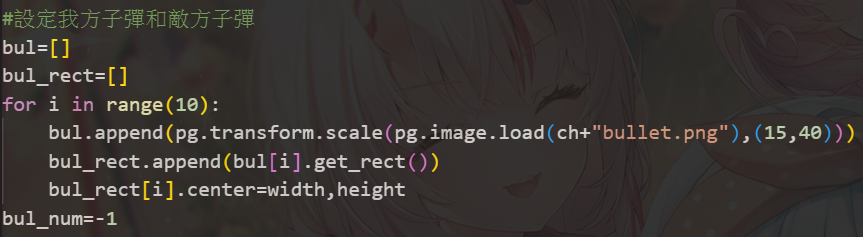 #設定我方子彈和敵方子彈
bul=[]
bul_rect=[]
for i in range(10):
    bul.append(pg.transform.scale(pg.image.load(ch+"bullet.png"),(15,40)))
    bul_rect.append(bul[i].get_rect())
    bul_rect[i].center=width,height
bul_num=-1